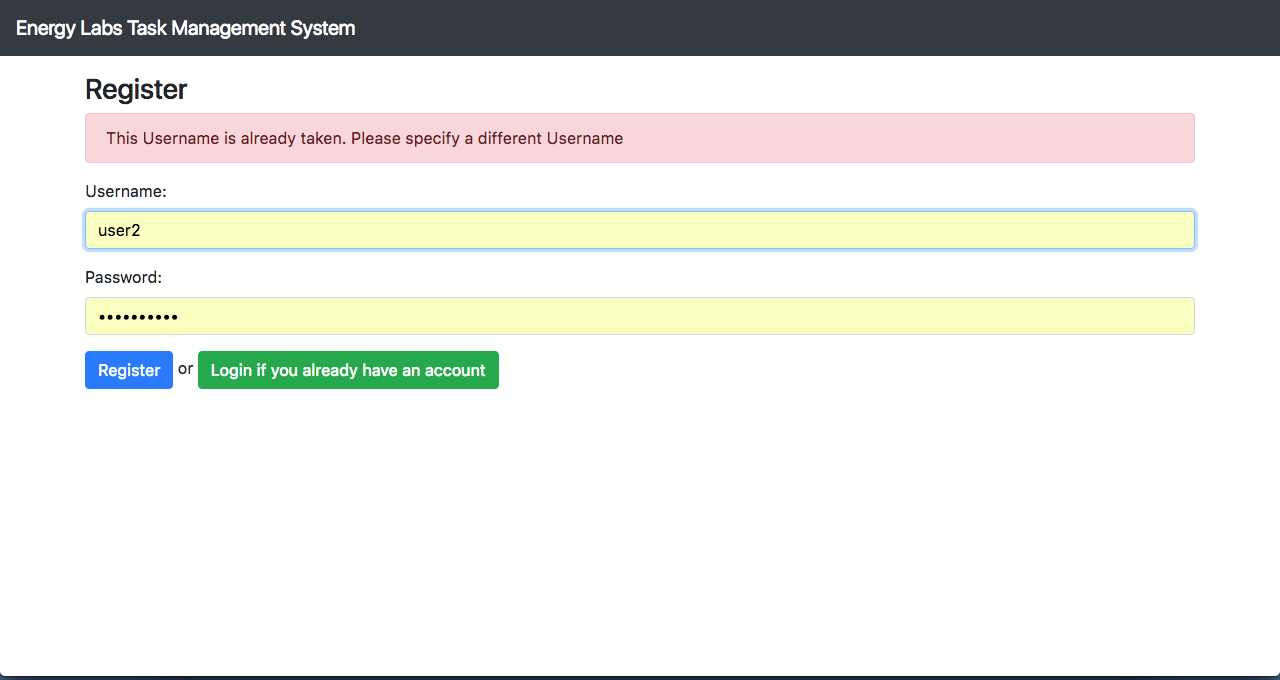 Energy Labs Task Management System
Register
This Username is already taken. Please specify a different Username
Username:
user2
Password:
••••••••••
Register or Login if you already have an account